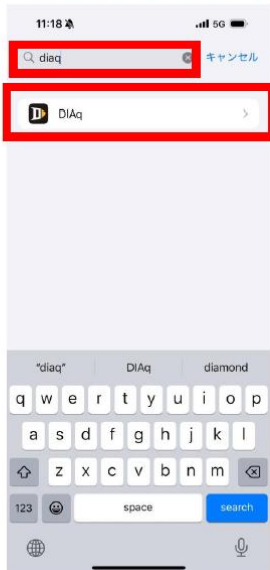 11:18 5G
diaq キャンセル
DIAq
"diaq" DIAq diamond
q w e r t y u i o p
a s d f g h j k l
z x c v b n m
123 space search